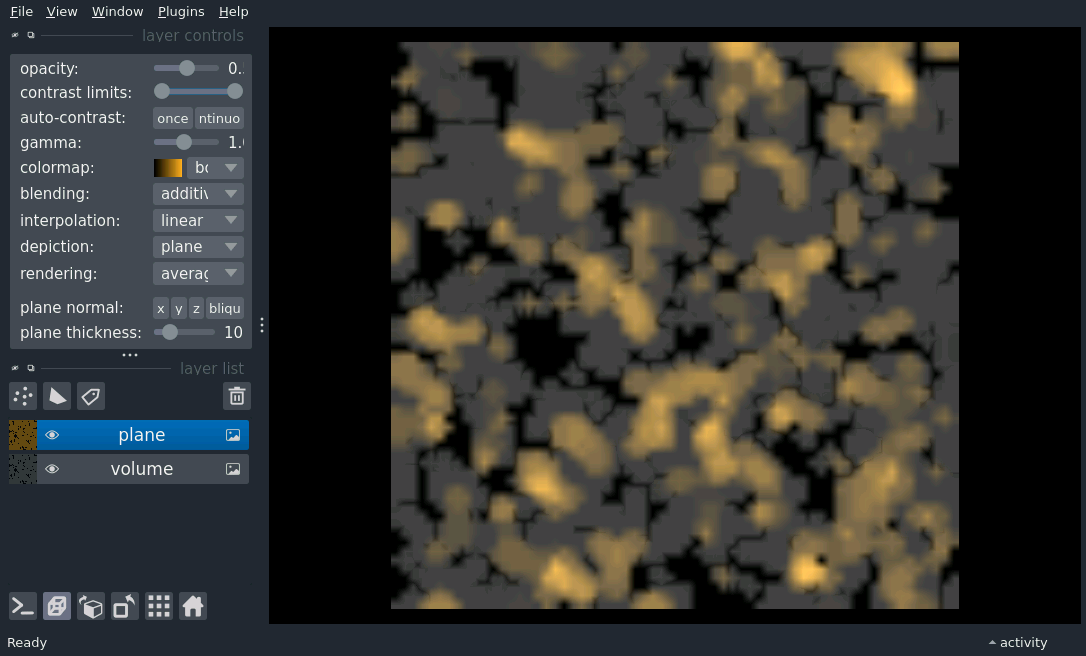 File View Window Plugins Help
layer controls
opacity: 0.
contrast limits:
auto-contrast: once ntinuo
gamma: 1.
colormap: bo
blending: additiv
interpolation: linear
depiction: plane
rendering: averag
plane normal: x y z bliqu
plane thickness: 10
layer list
plane
volume
Ready
activity